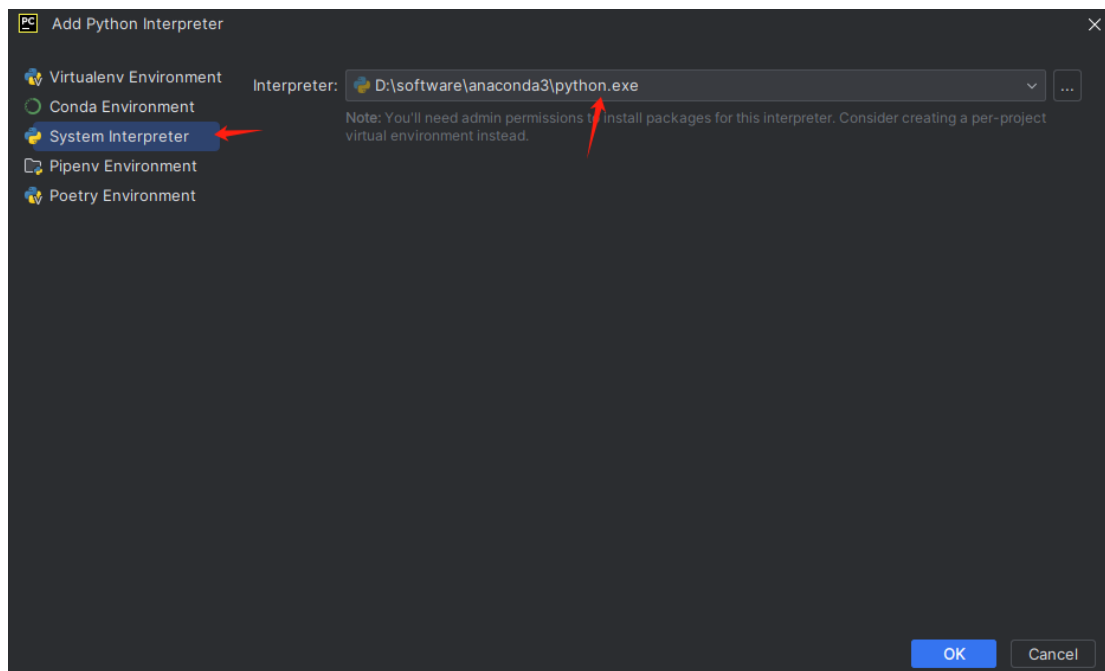 PC Add Python Interpreter
Virtualenv Environment
Conda Environment
System Interpreter
Pipenv Environment
Poetry Environment
Interpreter: D:\software\anaconda3\python.exe ...
Note: You'll need admin permissions to install packages for this interpreter. Consider creating a per-project
virtual environment instead.
OK Cancel